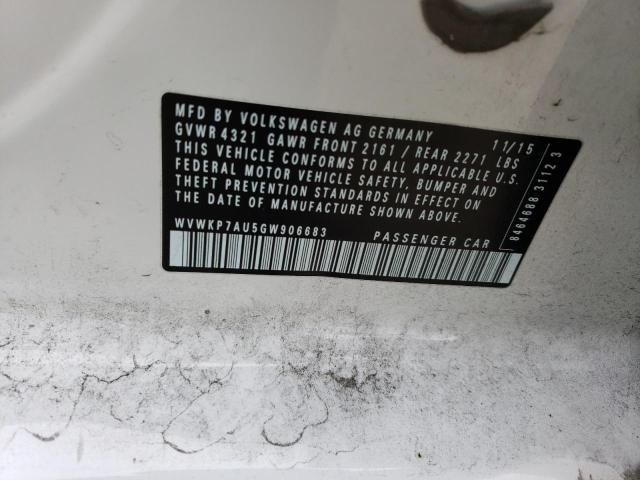 MFD BY VOLKSWAGEN AG GERMANY 11/15
GVWR 4321 GAWR FRONT 2161 / REAR 2271 LBS
THIS VEHICLE CONFORMS TO ALL APPLICABLE U.S.
FEDERAL MOTOR VEHICLE SAFETY, BUMPER AND
THEFT PREVENTION STANDARDS IN EFFECT ON
THE DATE OF MANUFACTURE SHOWN ABOVE.
WVWKP7AU5GW906683 PASSENGER CAR
8464688 3112 3